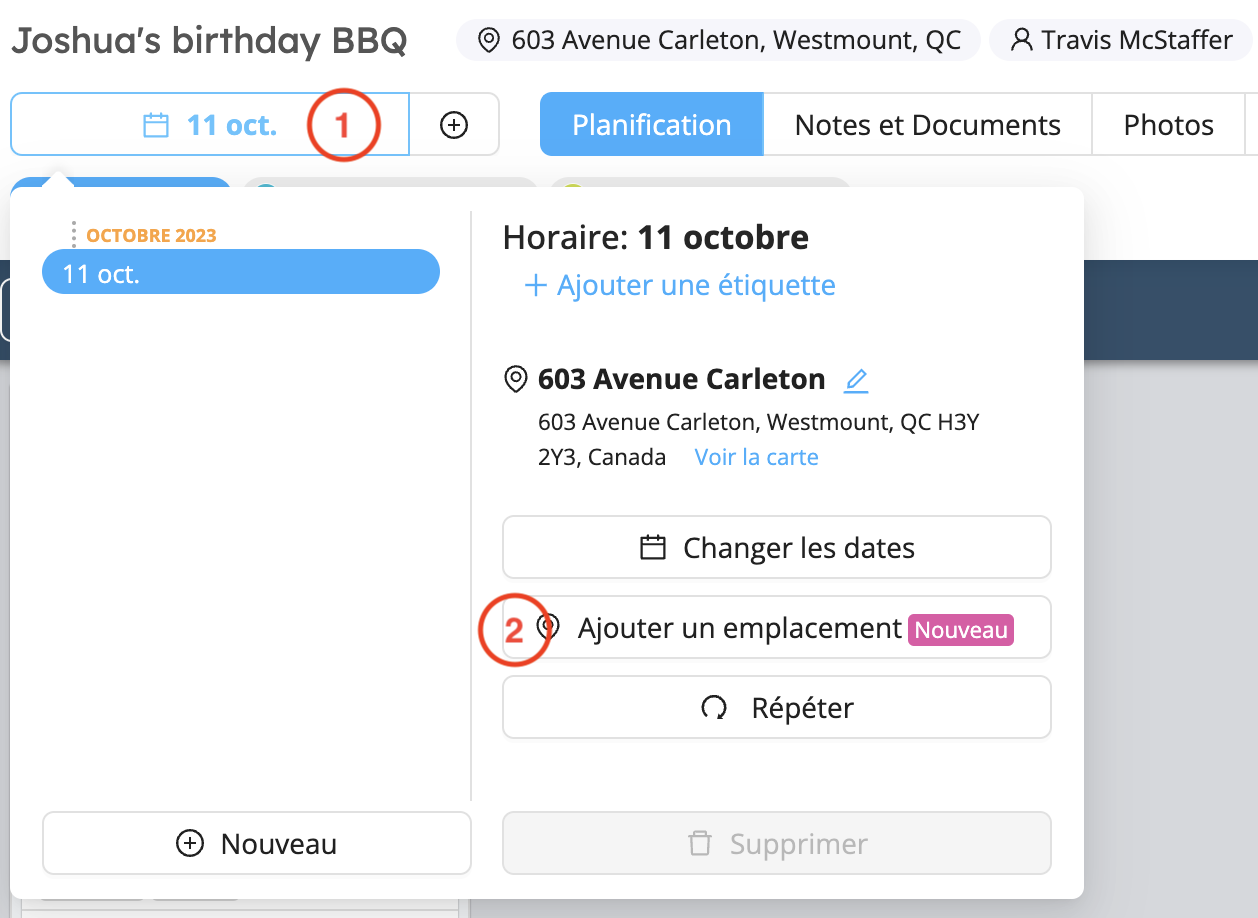 Joshua's birthday BBQ
603 Avenue Carleton, Westmount, QC
Travis McStaffer
11 oct.
1
Planification
Notes et Documents
Photos
OCTOBRE 2023
11 oct.
Horaire: 11 octobre
+ Ajouter une étiquette
603 Avenue Carleton
603 Avenue Carleton, Westmount, QC H3Y
2Y3, Canada Voir la carte
Changer les dates
2
Ajouter un emplacement Nouveau
Répéter
Nouveau
Supprimer